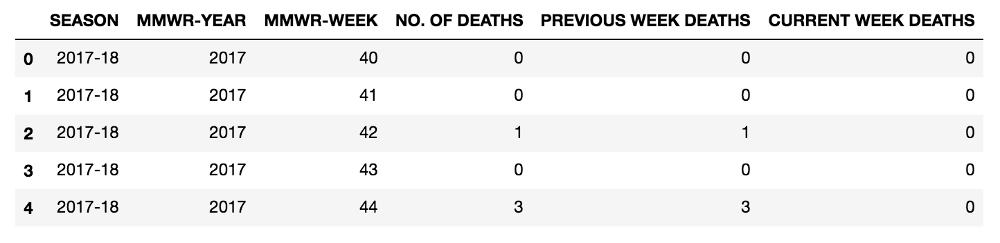 SEASON MMWR-YEAR MMWR-WEEK NO. OF DEATHS PREVIOUS WEEK DEATHS CURRENT WEEK DEATHS
0 2017-18 2017 40 0 0 0
1 2017-18 2017 41 0 0 0
2 2017-18 2017 42 1 1 0
3 2017-18 2017 43 0 0 0
4 2017-18 2017 44 3 3 0